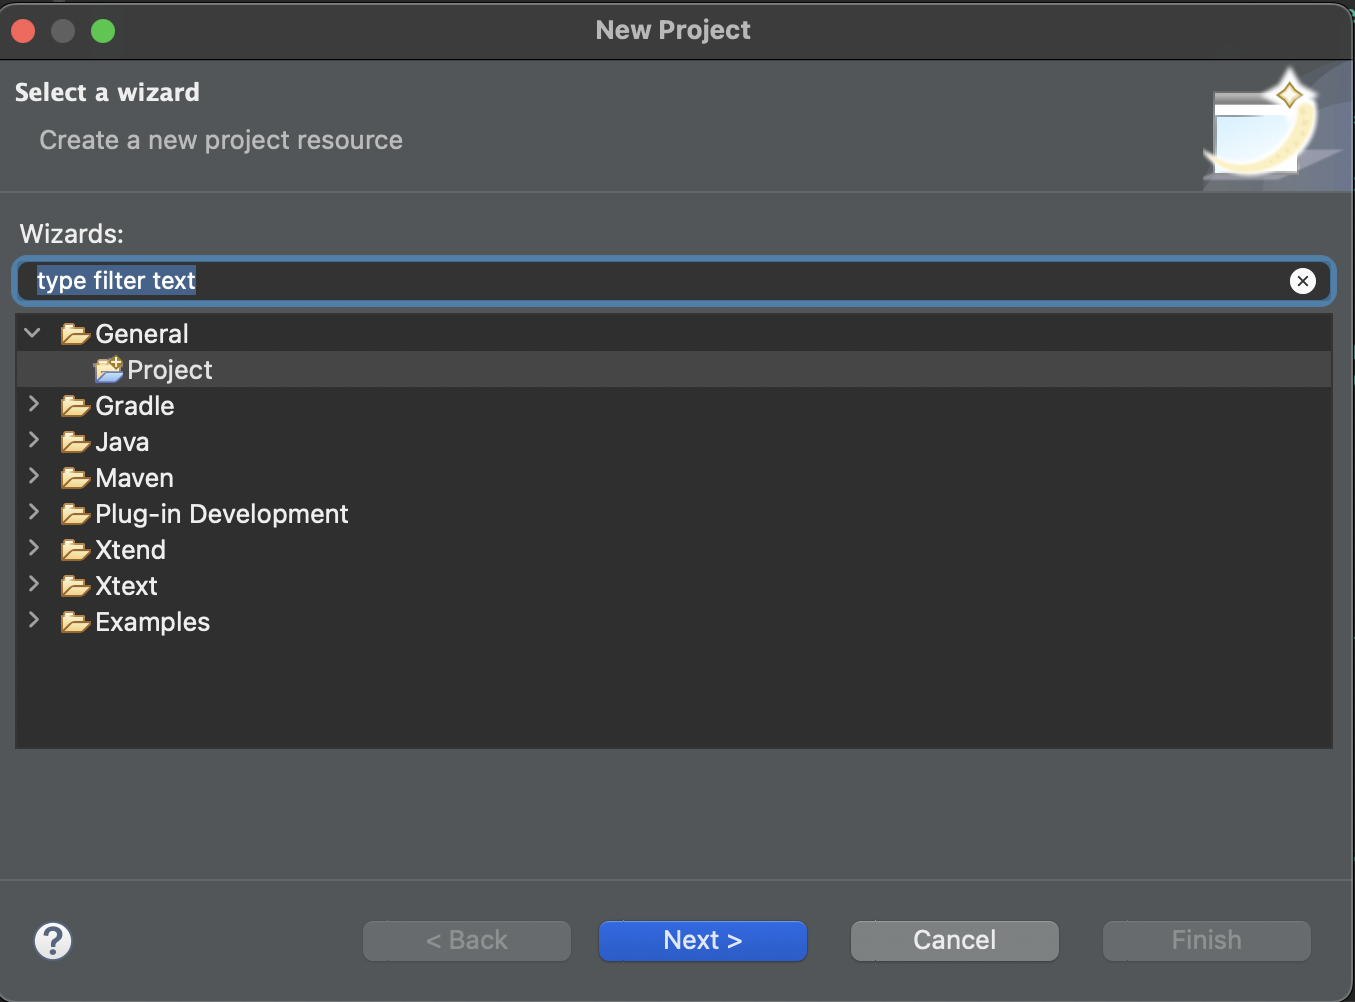 New Project
Select a wizard
Create a new project resource
Wizards:
type filter text
General
Project
Gradle
Java
Maven
Plug-in Development
Xtend
Xtext
Examples
?
< Back
Next >
Cancel
Finish